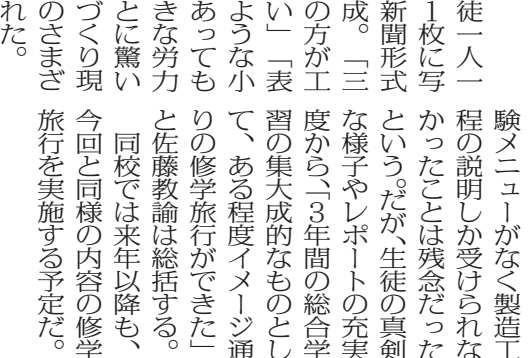 徒一人一
1枚に写
新聞形式
成。「三
の方が工
い」「表
ような小
あっても
きな労力
とに驚い
づくり現
のさまざ
れた。
験メニューがなく製造工
程の説明しか受けられな
かったことは残念だった
という。だが、生徒の真剣
な様子やレポートの充実
度から、「3年間の総合学
習の集大成的なものとし
て、ある程度イメージ通
りの修学旅行ができた」
と佐藤教諭は総括する。
同校では来年以降も、
今回と同様の内容の修学
旅行を実施する予定だ。